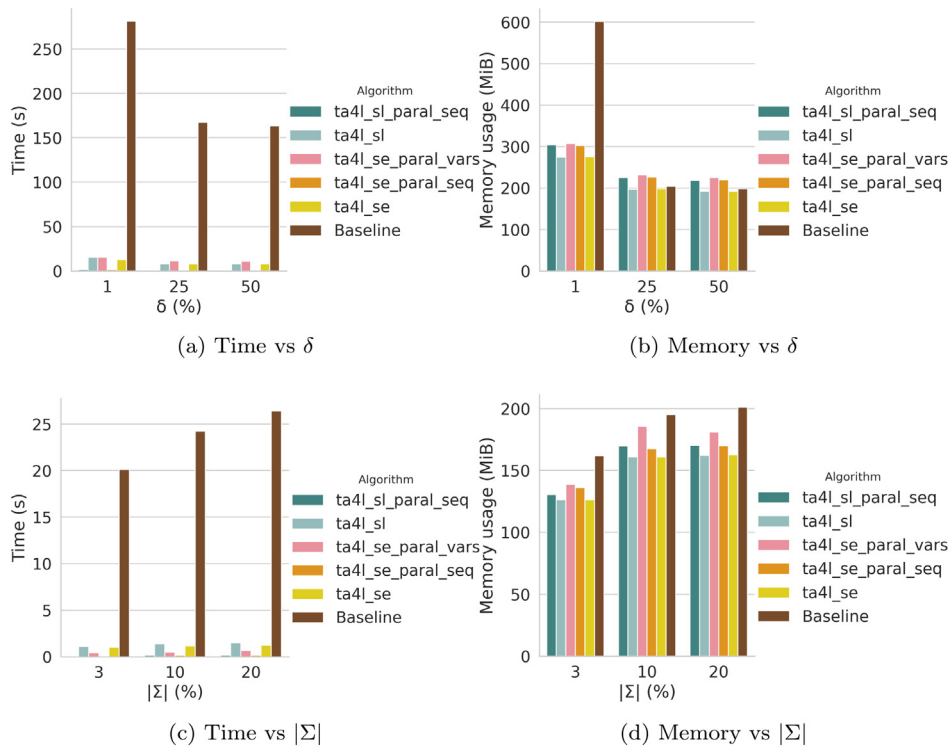 250
200
150
100
50
0
Time (s)
1
25
50
δ (%)
Algorithm
ta4l_sl_paral_seq
ta4l_sl
ta4l_se_paral_vars
ta4l_se_paral_seq
ta4l_se
Baseline
(a) Time vs δ
600
500
400
300
200
100
0
Memory usage (MiB)
1
25
50
δ (%)
Algorithm
ta4l_sl_paral_seq
ta4l_sl
ta4l_se_paral_vars
ta4l_se_paral_seq
ta4l_se
Baseline
(b) Memory vs δ
25
20
15
10
5
0
Time (s)
3
10
20
|Σ| (%)
Algorithm
ta4l_sl_paral_seq
ta4l_sl
ta4l_se_paral_vars
ta4l_se_paral_seq
ta4l_se
Baseline
(c) Time vs |Σ|
200
150
100
50
0
Memory usage (MiB)
3
10
20
|Σ| (%)
Algorithm
ta4l_sl_paral_seq
ta4l_sl
ta4l_se_paral_vars
ta4l_se_paral_seq
ta4l_se
Baseline
(d) Memory vs |Σ|